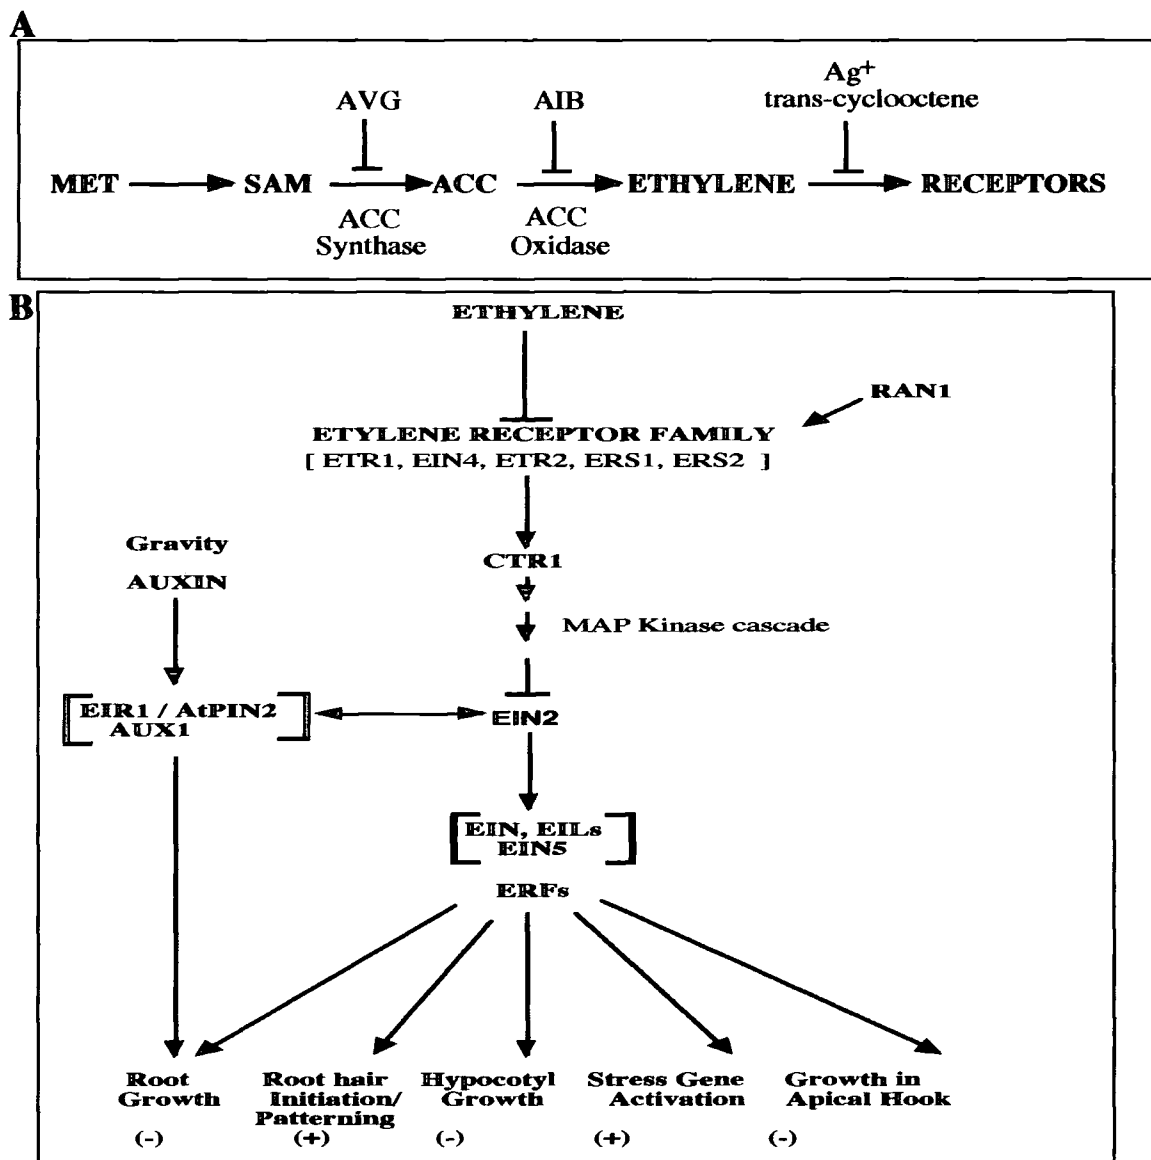 A
Ag+
AVG AIB trans-cyclooctene
MET SAM ACC ETHYLENE RECEPTORS
ACC ACC
Synthase Oxidase
B
ETHYLENE
RAN1
ETYLENE RECEPTOR FAMILY
[ ETR1, EIN4, ETR2, ERS1, ERS2 ]
Gravity
CTR1
AUXIN
MAP Kinase cascade
EIR1 / AtPIN2
AUX1
EIN2
EIN, EILs
EIN5
ERFs
Root
Growth
(-)
Root hair
Initiation/
Patterning
(+)
Hypocotyl
Growth
(-)
Stress Gene
Activation
(+)
Growth in
Apical Hook
(-)